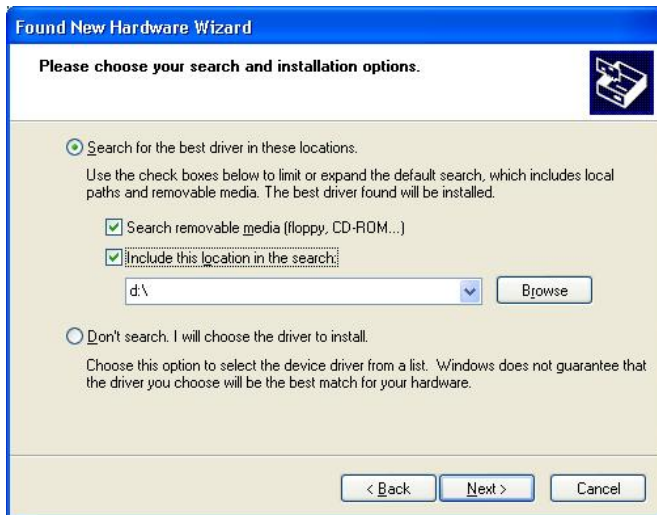 Found New Hardware Wizard
Please choose your search and installation options.
Search for the best driver in these locations.
Use the check boxes below to limit or expand the default search, which includes local
paths and removable media. The best driver found will be installed.
Search removable media (floppy, CD-ROM...)
Include this location in the search:
d:\
Browse
Don't search. I will choose the driver to install.
Choose this option to select the device driver from a list. Windows does not guarantee that
the driver you choose will be the best match for your hardware.
< Back
Next >
Cancel